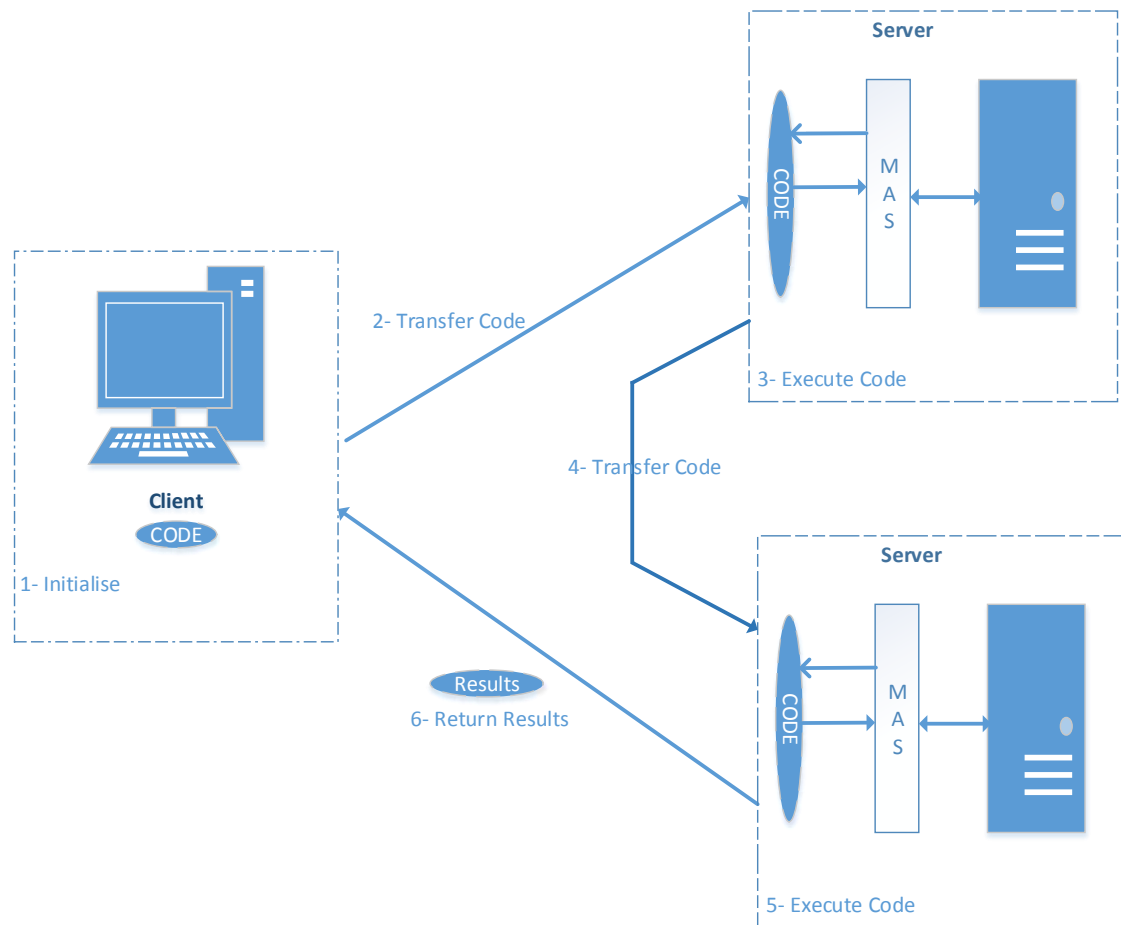 Server
CODE
M
A
S
3- Execute Code
2- Transfer Code
Client
CODE
1- Initialise
4- Transfer Code
Server
CODE
M
A
S
5- Execute Code
Results
6- Return Results